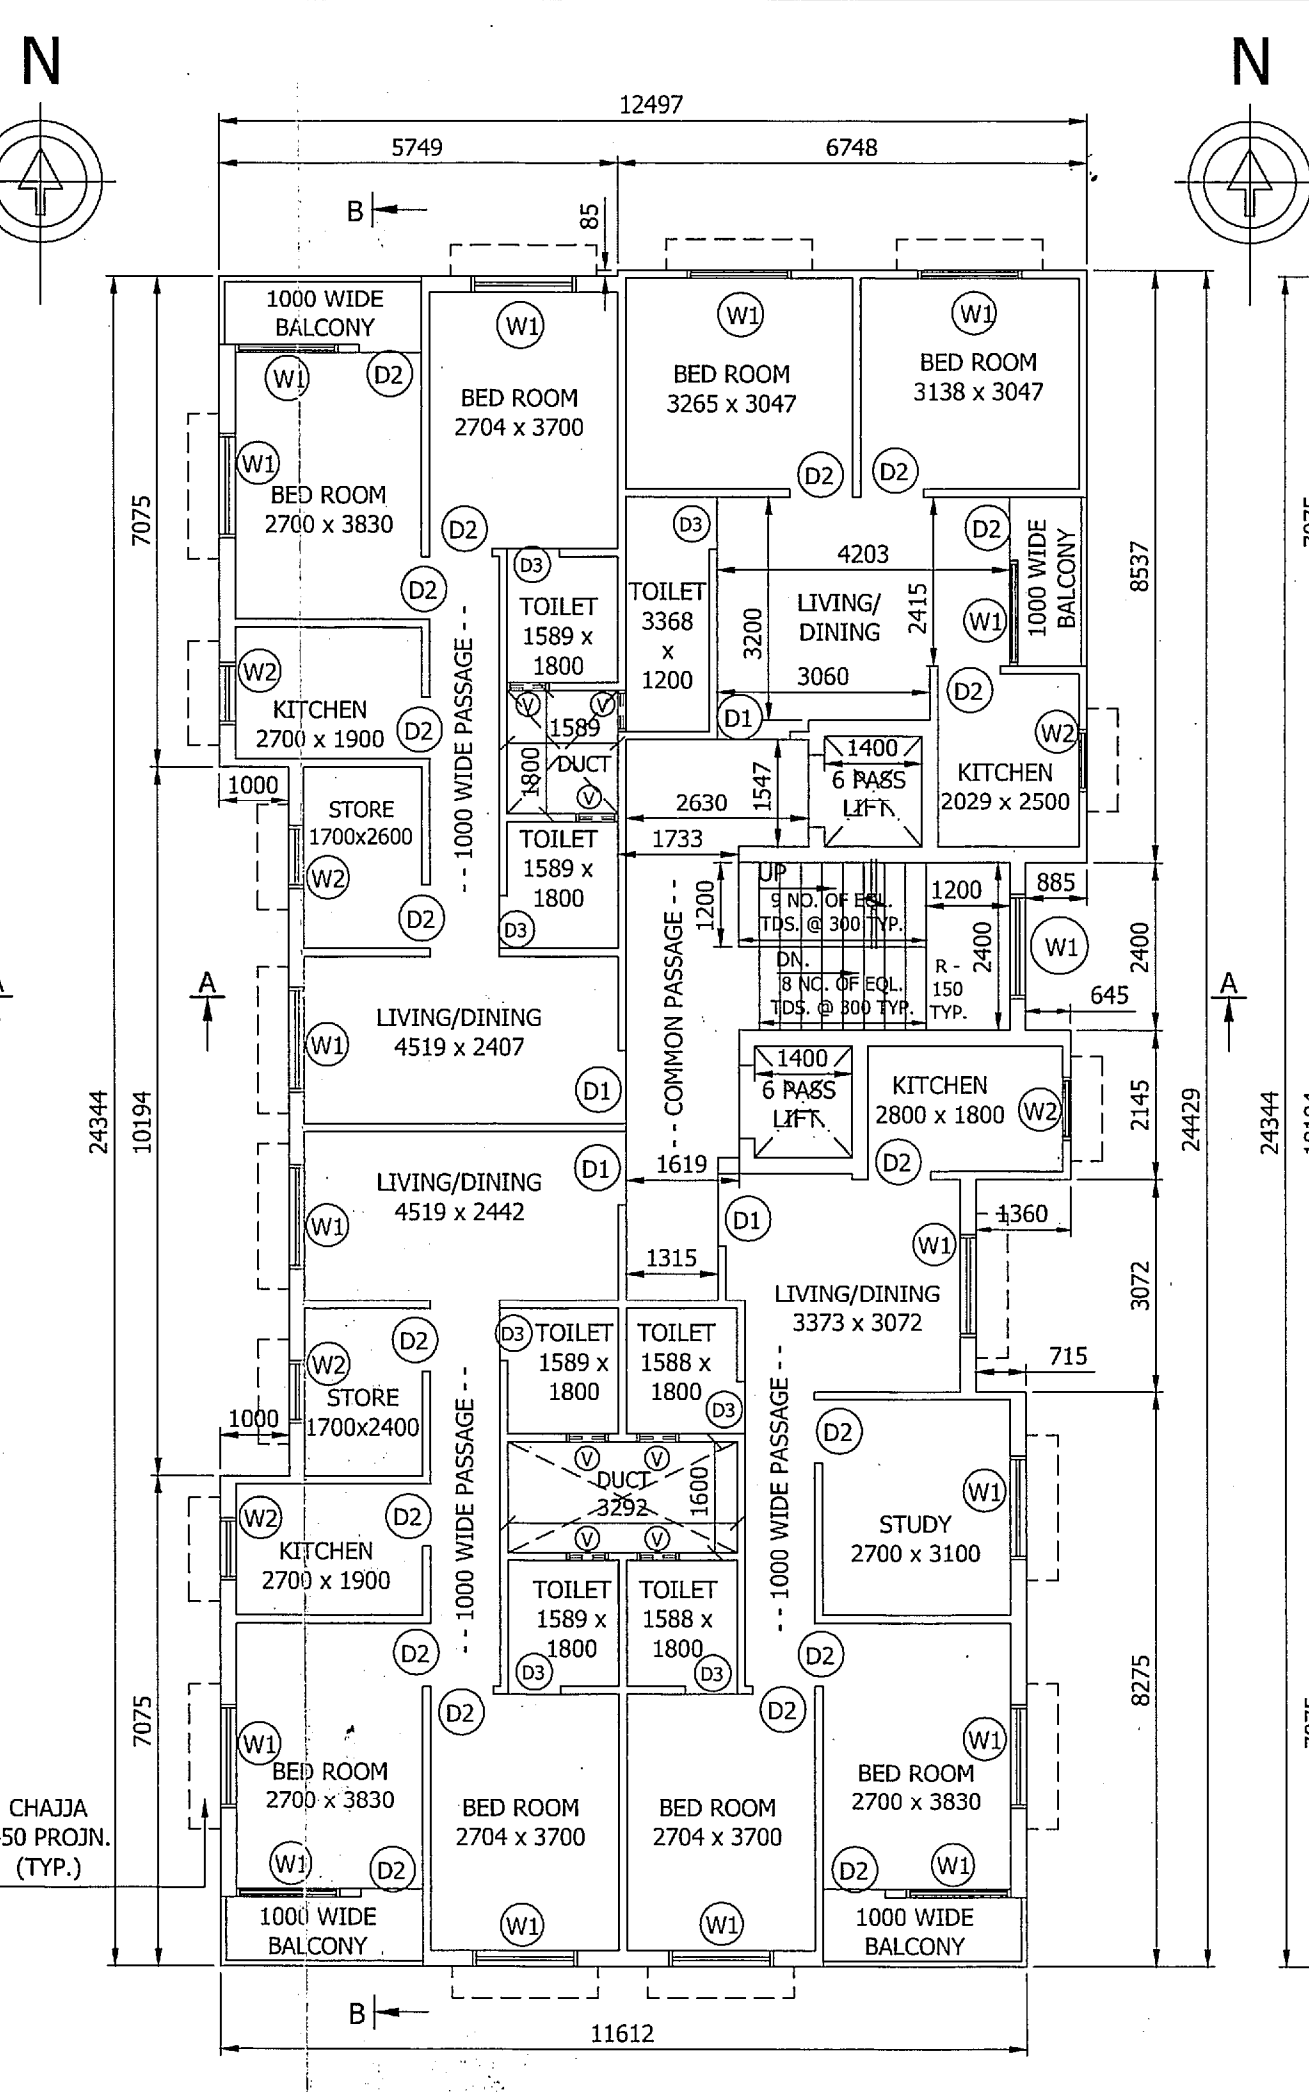 N
N
12497
5749
6748
B
85
1000 WIDE
BALCONY
W1
D2
W1
BED ROOM
2700 x 3830
W1
BED ROOM
2704 x 3700
D2
D2
W1
BED ROOM
3265 x 3047
D2
W1
BED ROOM
3138 x 3047
D2
7075
8537
D3
TOILET
1589 x
1800
D3
TOILET
3368
x
1200
4203
LIVING/
DINING
3200
2415
3060
D2
W1
1000 WIDE
BALCONY
D1
D2
W2
KITCHEN
2700 x 1900
D2
-- 1000 WIDE PASSAGE --
V
V
1589
1800
DUCT
V
1400
6 PASS
LIFT
1547
2630
W2
KITCHEN
2029 x 2500
1000
STORE
1700x2600
W2
D2
TOILET
1589 x
1800
D3
1733
1200
UP
9 NO. OF EQL.
TDS. @ 300 TYP.
DN.
8 NO. OF EQL.
TDS. @ 300 TYP.
1200
2400
R -
150
TYP.
885
W1
2400
645
A
A
A
-- COMMON PASSAGE --
LIVING/DINING
4519 x 2407
W1
D1
1400
6 PASS
LIFT
KITCHEN
2800 x 1800
W2
D2
2145
24344
10194
24429
24344
LIVING/DINING
4519 x 2442
W1
D1
1619
D1
1315
W1
1360
LIVING/DINING
3373 x 3072
3072
715
W2
STORE
1700x2400
D2
1000
-- 1000 WIDE PASSAGE --
D3
TOILET
1589 x
1800
TOILET
1588 x
1800
D3
V
V
DUCT
3292
1600
V
V
-- 1000 WIDE PASSAGE --
D2
W1
STUDY
2700 x 3100
W2
D2
KITCHEN
2700 x 1900
TOILET
1589 x
1800
D3
TOILET
1588 x
1800
D3
D2
D2
D2
D2
7075
8275
W1
BED ROOM
2700 x 3830
W1
D2
BED ROOM
2704 x 3700
W1
BED ROOM
2704 x 3700
W1
W1
BED ROOM
2700 x 3830
D2
W1
CHAJJA
50 PROJN.
(TYP.)
1000 WIDE
BALCONY
1000 WIDE
BALCONY
B
11612